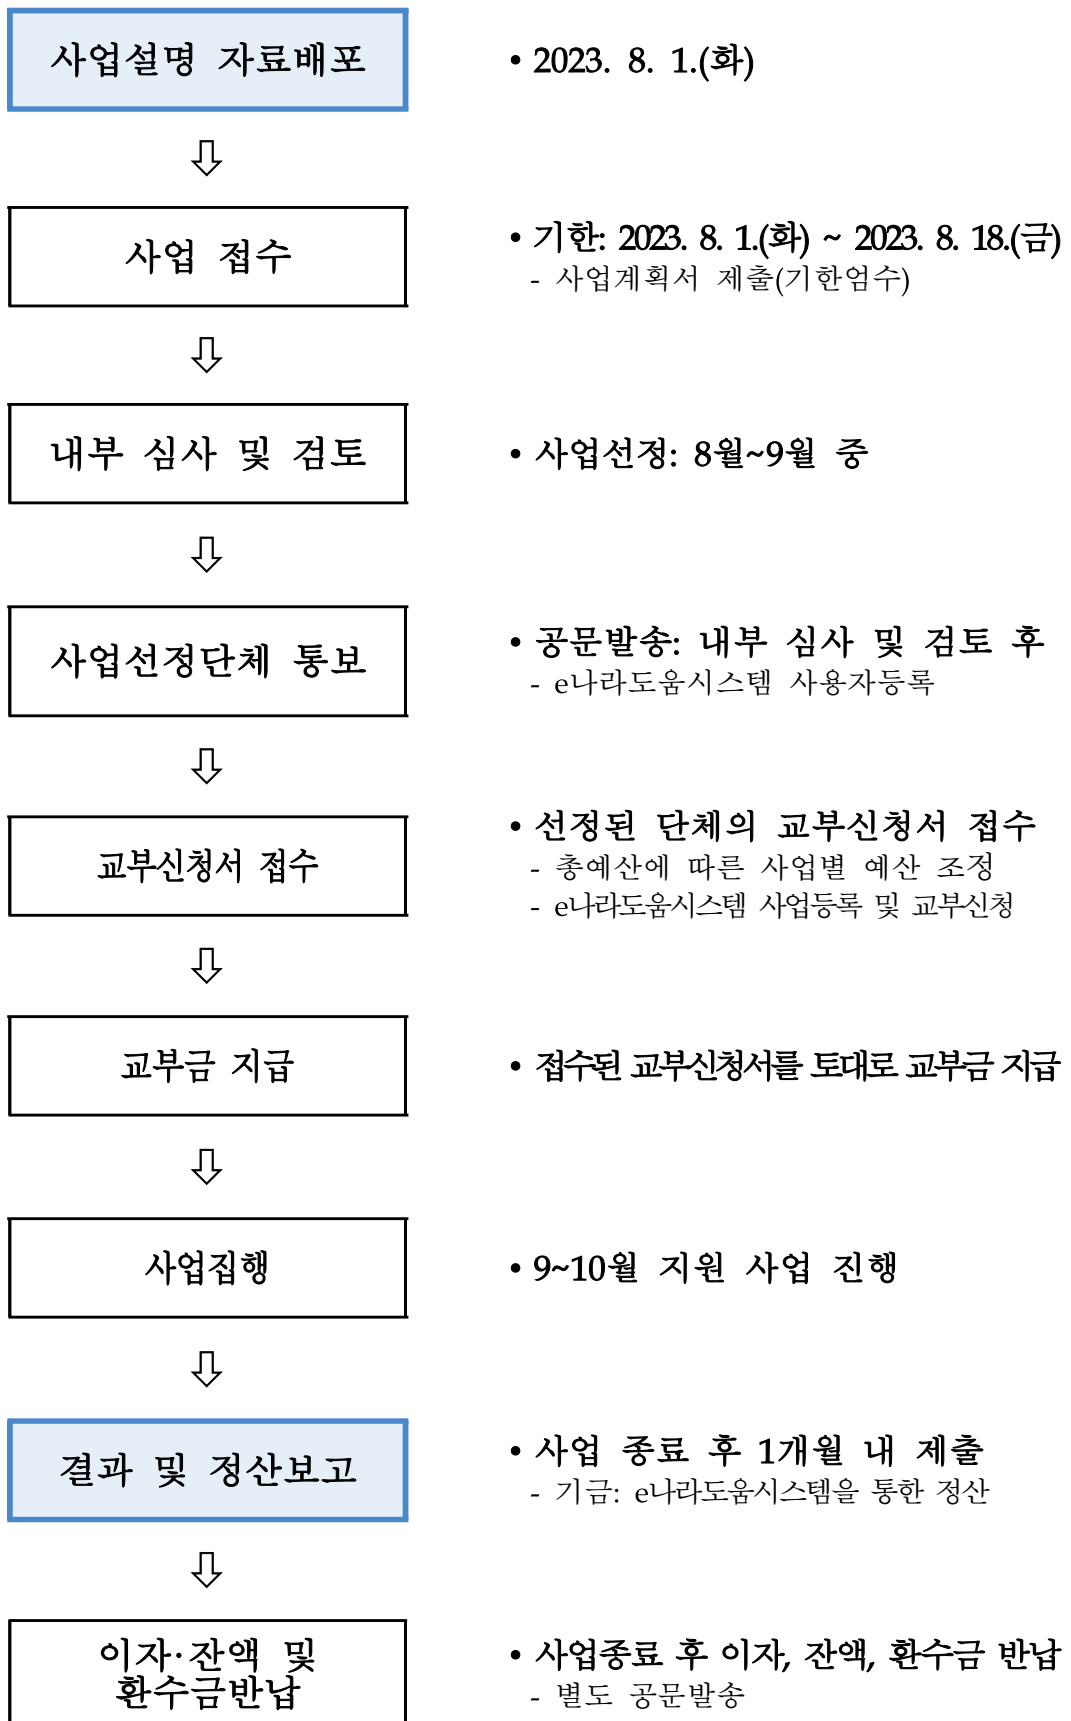 사업설명 자료배포
• 2023. 8. 1.(화)
⇩
사업 접수
• 기한: 2023. 8. 1.(화) ~ 2023. 8. 18.(금)
- 사업계획서 제출(기한엄수)
⇩
내부 심사 및 검토
• 사업선정: 8월~9월 중
⇩
사업선정단체 통보
• 공문발송: 내부 심사 및 검토 후
- e나라도움시스템 사용자등록
⇩
교부신청서 접수
• 선정된 단체의 교부신청서 접수
- 총예산에 따른 사업별 예산 조정
- e나라도움시스템 사업등록 및 교부신청
⇩
교부금 지급
• 접수된 교부신청서를 토대로 교부금 지급
⇩
사업집행
• 9~10월 지원 사업 진행
⇩
결과 및 정산보고
• 사업 종료 후 1개월 내 제출
- 기금: e나라도움시스템을 통한 정산
⇩
이자·잔액 및
환수금반납
• 사업종료 후 이자, 잔액, 환수금 반납
- 별도 공문발송